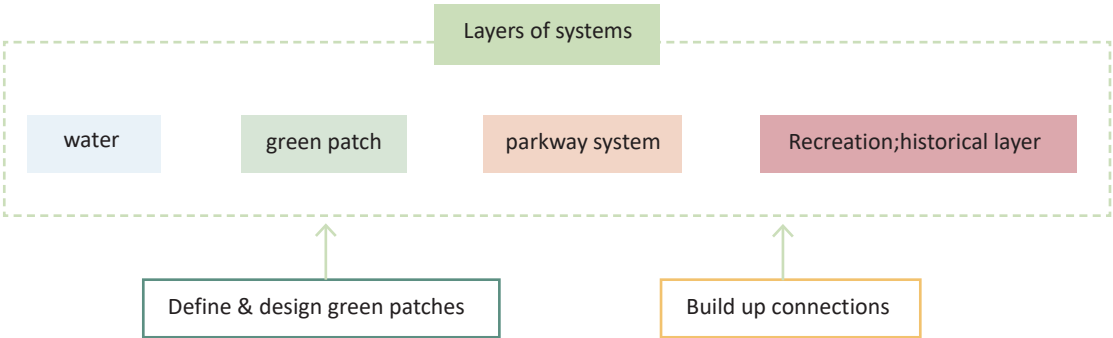 Layers of systems
water
green patch
parkway system
Recreation;historical layer
Define & design green patches
Build up connections